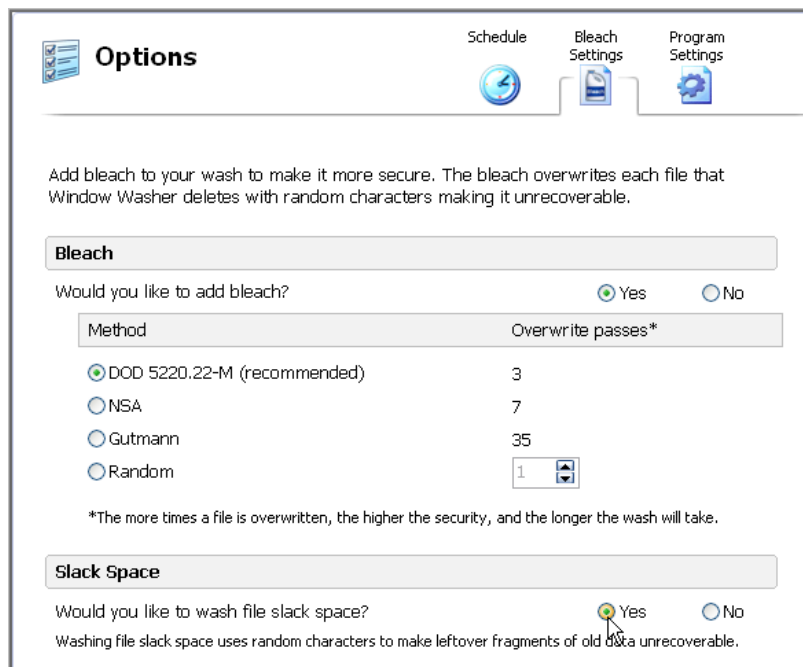 Options
Schedule
Bleach
Settings
Program
Settings
Add bleach to your wash to make it more secure. The bleach overwrites each file that
Window Washer deletes with random characters making it unrecoverable.
Bleach
Would you like to add bleach? Yes No
Method Overwrite passes*
DOD 5220.22-M (recommended) 3
NSA 7
Gutmann 35
Random 1
*The more times a file is overwritten, the higher the security, and the longer the wash will take.
Slack Space
Would you like to wash file slack space? Yes No
Washing file slack space uses random characters to make leftover fragments of old data unrecoverable.